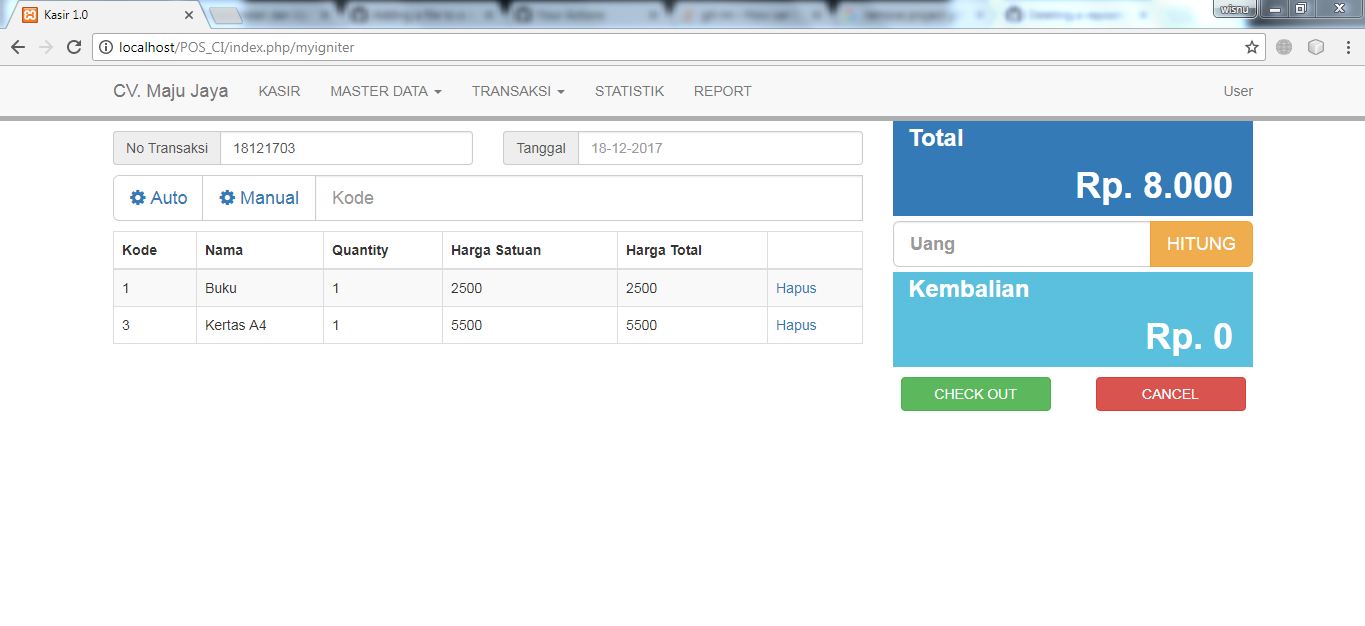 Kasir 1.0
wisnu
localhost/POS_CI/index.php/myigniter
CV. Maju Jaya KASIR MASTER DATA TRANSAKSI STATISTIK REPORT User
No Transaksi 18121703 Tanggal 18-12-2017
Auto Manual Kode
Kode Nama Quantity Harga Satuan Harga Total
1 Buku 1 2500 2500 Hapus
3 Kertas A4 1 5500 5500 Hapus
Total
Rp. 8.000
Uang HITUNG
Kembalian
Rp. 0
CHECK OUT CANCEL